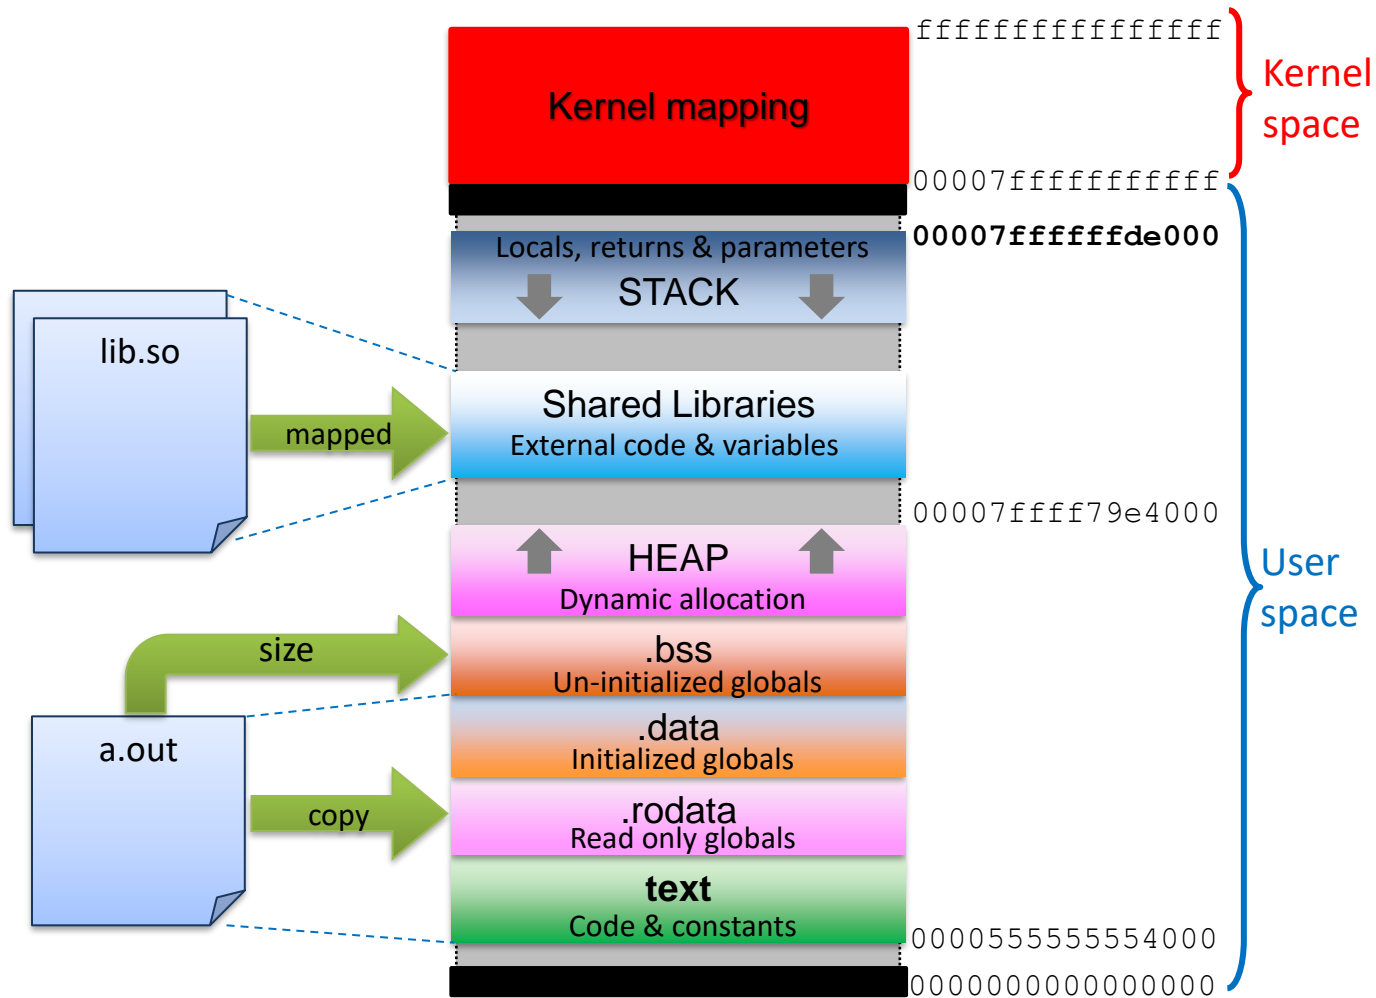 ffffffffffffffff
Kernel mapping
Kernel
space
00007fffffffffff
00007ffffffde000
Locals, returns & parameters
STACK
lib.so
mapped
Shared Libraries
External code & variables
00007ffff79e4000
HEAP
Dynamic allocation
User
space
size
.bss
Un-initialized globals
a.out
.data
Initialized globals
copy
.rodata
Read only globals
text
Code & constants
0000555555554000
0000000000000000